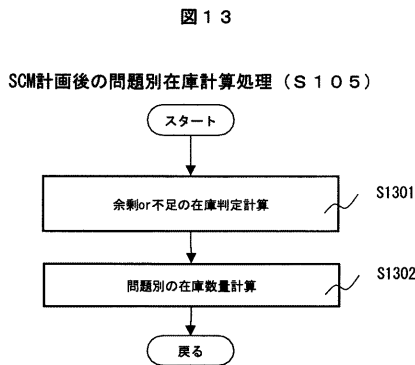 図１３
SCM計画後の問題別在庫計算処理（Ｓ１０５）
スタート
余剰or不足の在庫判定計算
S1301
問題別の在庫数量計算
S1302
戻る